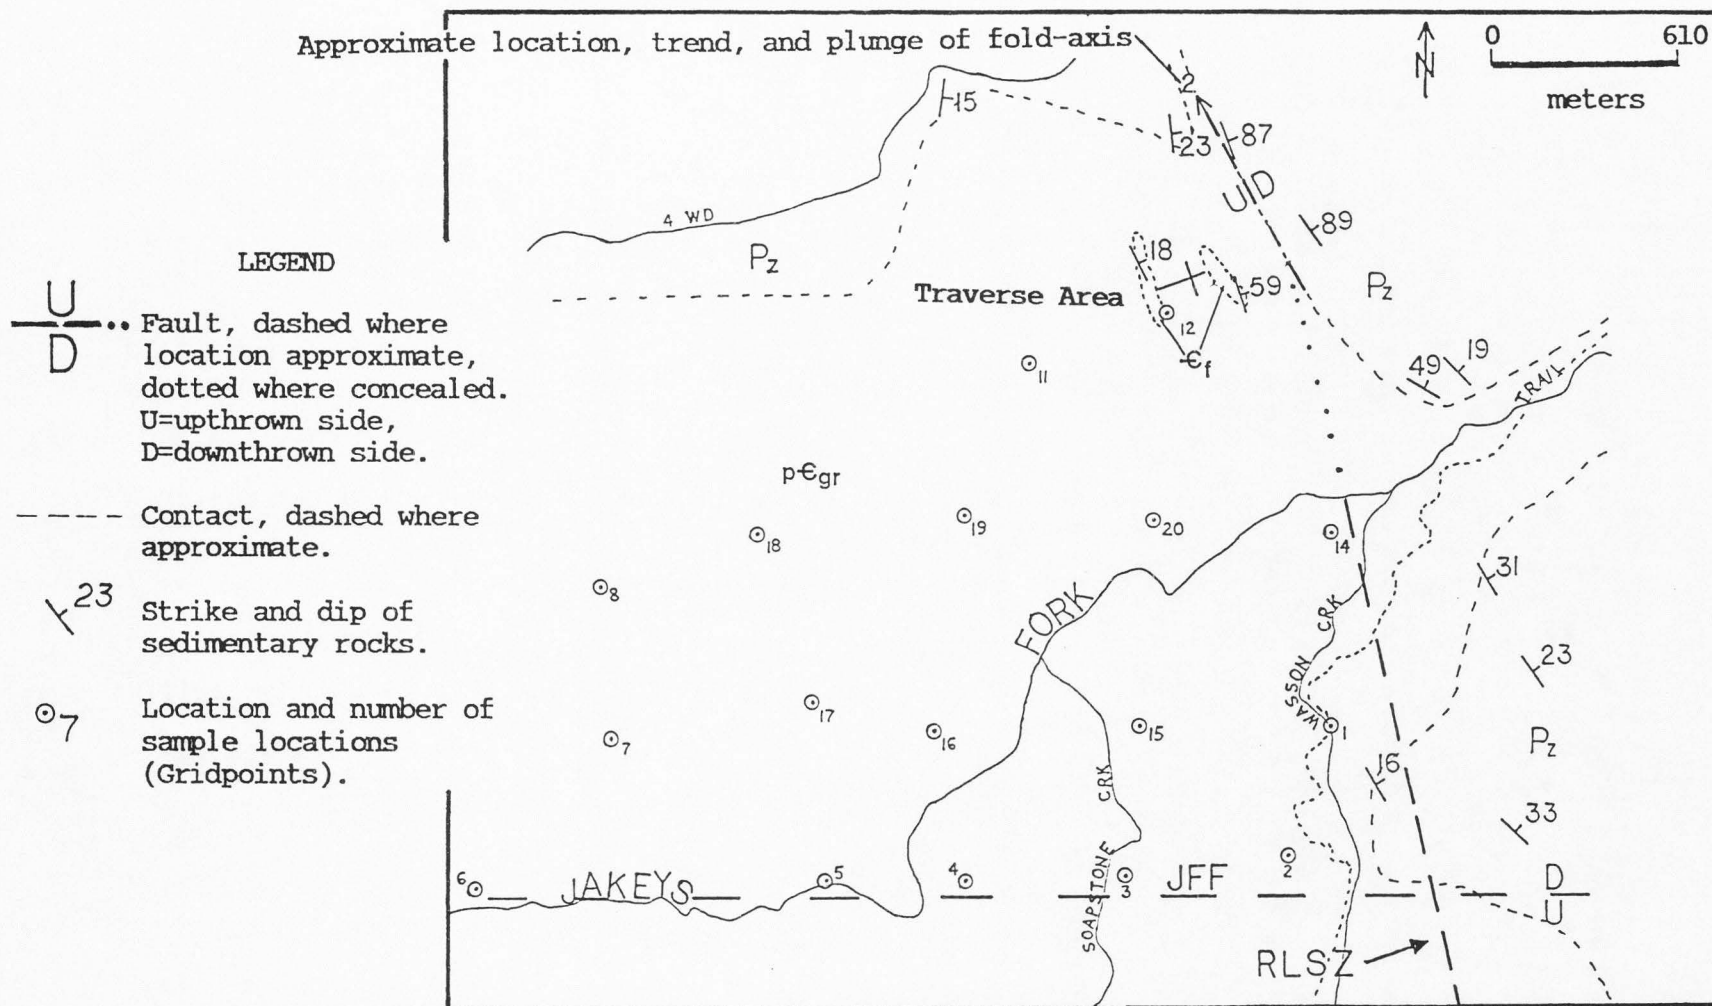 Approximate location, trend, and plunge of fold-axis
N
0 610
meters
2
15
23
87
U D
89
4 WD
Pz
18
59
Traverse Area
12
Pz
Єf
11
49
19
TRAIL
LEGEND
U
D
Fault, dashed where
location approximate,
dotted where concealed.
U=upthrown side,
D=downthrown side.
Contact, dashed where
approximate.
23
Strike and dip of
sedimentary rocks.
7
Location and number of
sample locations
(Gridpoints).
pЄgr
18
19
20
14
8
31
FORK
WASSON CRK
23
17
7
16
15
1
Pz
16
SOAPSTONE CRK
33
6
JAKEYS
5
4
3
JFF
2
D
U
RLSZ